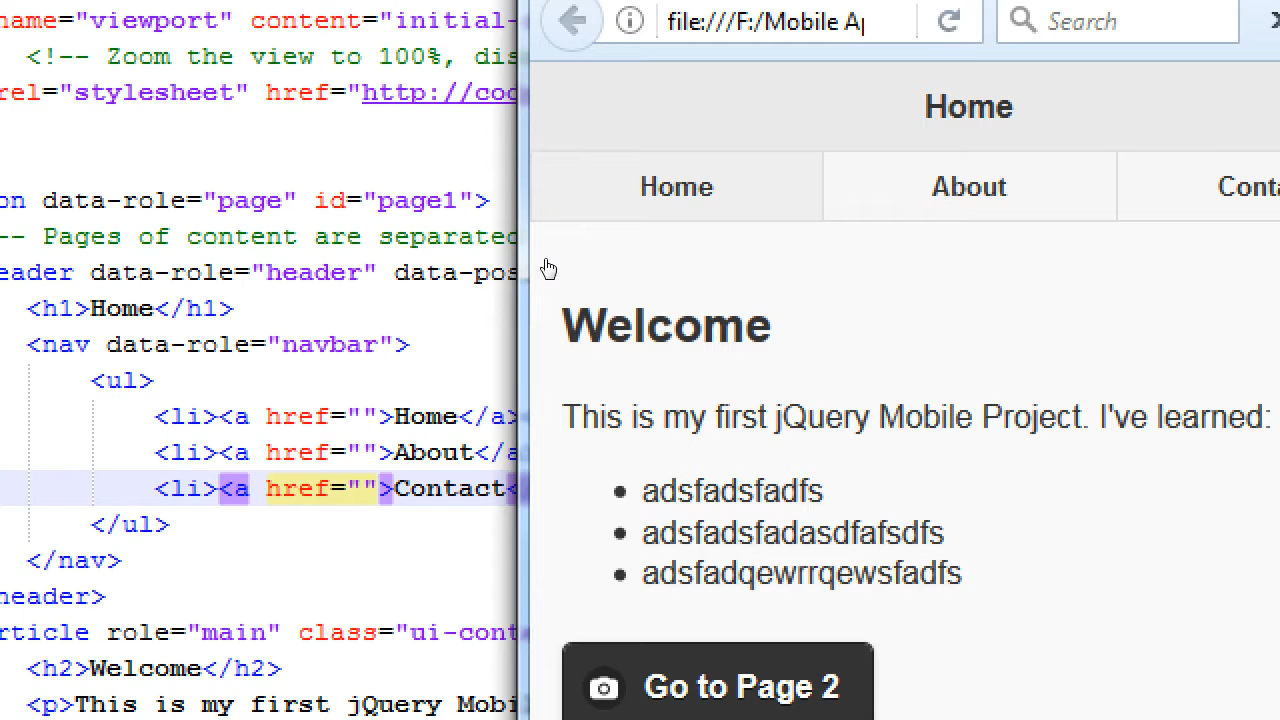 name="viewport" content="initial-
<!-- Zoom the view to 100%, dis
rel="stylesheet" href="http://coo
on data-role="page" id="page1">
-- Pages of content are separated
eader data-role="header" data-pos
<h1>Home</h1>
<nav data-role="navbar">
<ul>
<li><a href="">Home</a>
<li><a href="">About</a
<li><a href="">Contact<
</ul>
</nav>
header>
rticle role="main" class="ui-cont
<h2>Welcome</h2>
<p>This is my first jQuery Mobi
file:///F:/Mobile Ap
Search
Home
Home
About
Conta
Welcome
This is my first jQuery Mobile Project. I've learned:
adsfadsfadfs
adsfadsfadasdfafsdfs
adsfadqewrrqewsfadfs
Go to Page 2